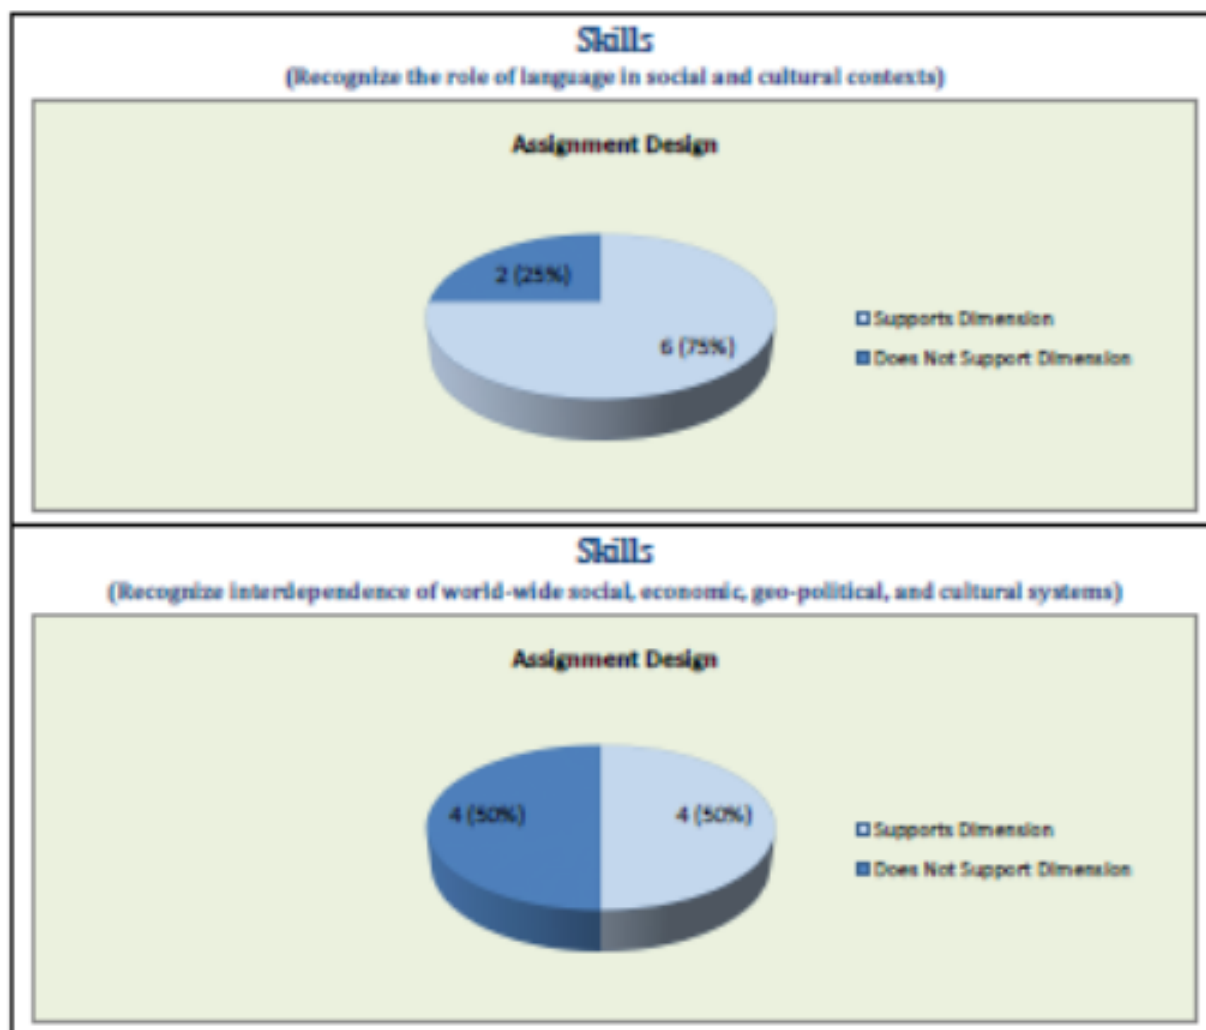 Skills
(Recognize the role of language in social and cultural contexts)
Assignment Design
2 (25%)
6 (75%)
Supports Dimension
Does Not Support Dimension
Skills
(Recognize interdependence of world-wide social, economic, geo-political, and cultural systems)
Assignment Design
4 (50%)
4 (50%)
Supports Dimension
Does Not Support Dimension